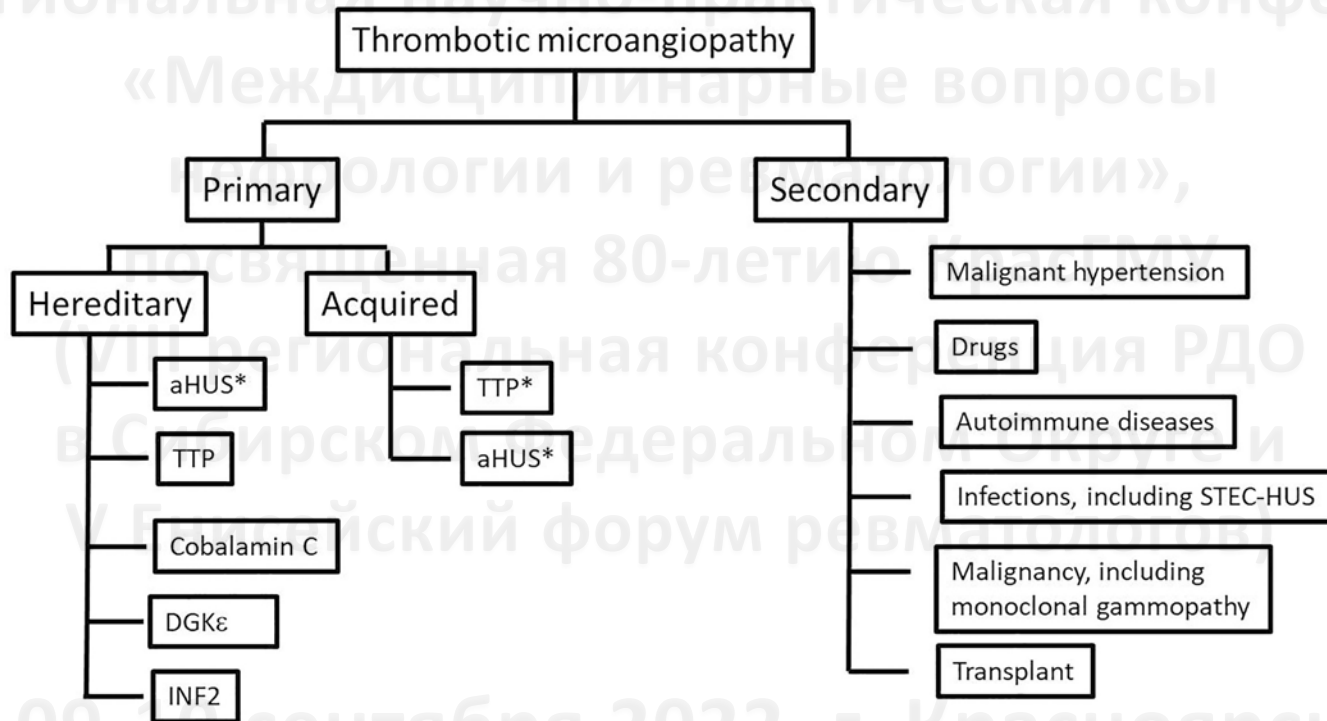 Thrombotic microangiopathy
«Междисциплинарные вопросы
нефрологии и ревматологии»,
посвященная 80-летию КрасГМУ
(VIII региональная конференция РДО
в Сибирском Федеральном Округе и
V Енисейский форум ревматологов)
Primary
Secondary
Hereditary
Acquired
aHUS*
TTP
Cobalamin C
DGKε
INF2
TTP*
aHUS*
Malignant hypertension
Drugs
Autoimmune diseases
Infections, including STEC-HUS
Malignancy, including
monoclonal gammopathy
Transplant